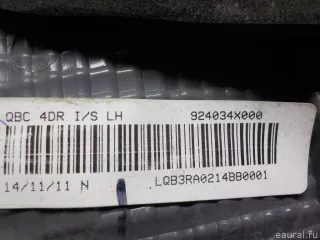 QBC 4DR I/S LH 924034X000
14/11/11 N LQB3RA0214BB0001
eaural.ru ©